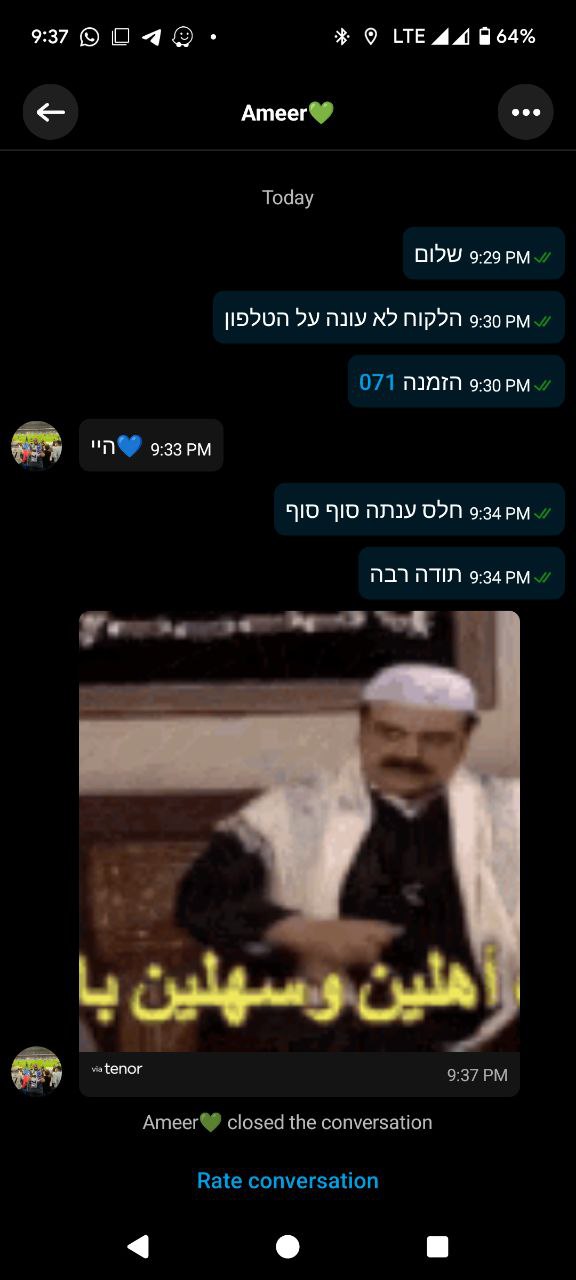 9:37
LTE 64%
Ameer💚
Today
שלום 9:29 PM
הלקוח לא עונה על הטלפון 9:30 PM
הזמנה 071 9:30 PM
היי💙 9:33 PM
חלס ענתה סוף סוף 9:34 PM
תודה רבה 9:34 PM
أهلين وسهلين
via tenor
9:37 PM
Ameer💚 closed the conversation
Rate conversation